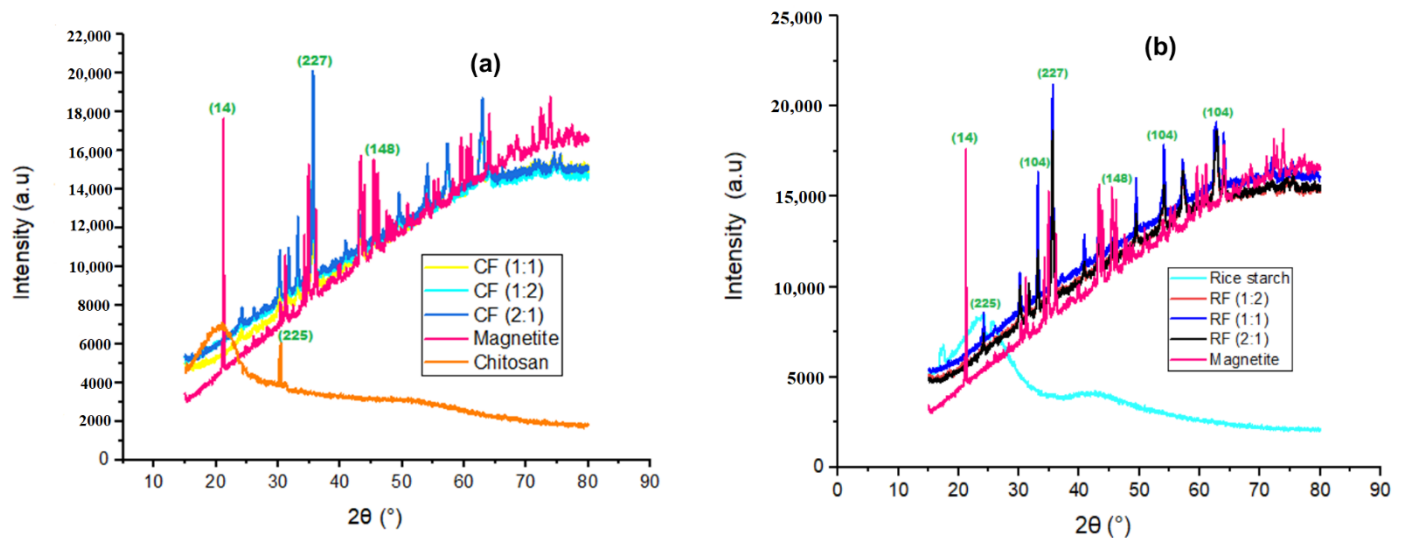 (a)
22,000
20,000
18,000
16,000
14,000
12,000
10,000
8000
6000
4000
2000
0
Intensity (a.u)
(14)
(227)
(148)
(225)
CF (1:1)
CF (1:2)
CF (2:1)
Magnetite
Chitosan
10 20 30 40 50 60 70 80 90
2θ (°)
(b)
25,000
20,000
15,000
10,000
5000
0
Intensity (a.u)
(14)
(227)
(104)
(104)
(104)
(148)
(225)
Rice starch
RF (1:2)
RF (1:1)
RF (2:1)
Magnetite
0 10 20 30 40 50 60 70 80 90
2θ (°)